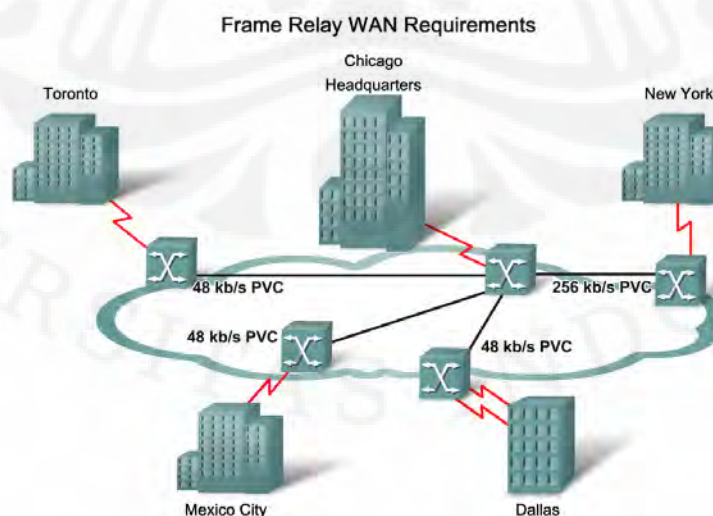 Frame Relay WAN Requirements
Chicago
Headquarters
Toronto
New York
48 kb/s PVC
256 kb/s PVC
48 kb/s PVC
48 kb/s PVC
Mexico City
Dallas